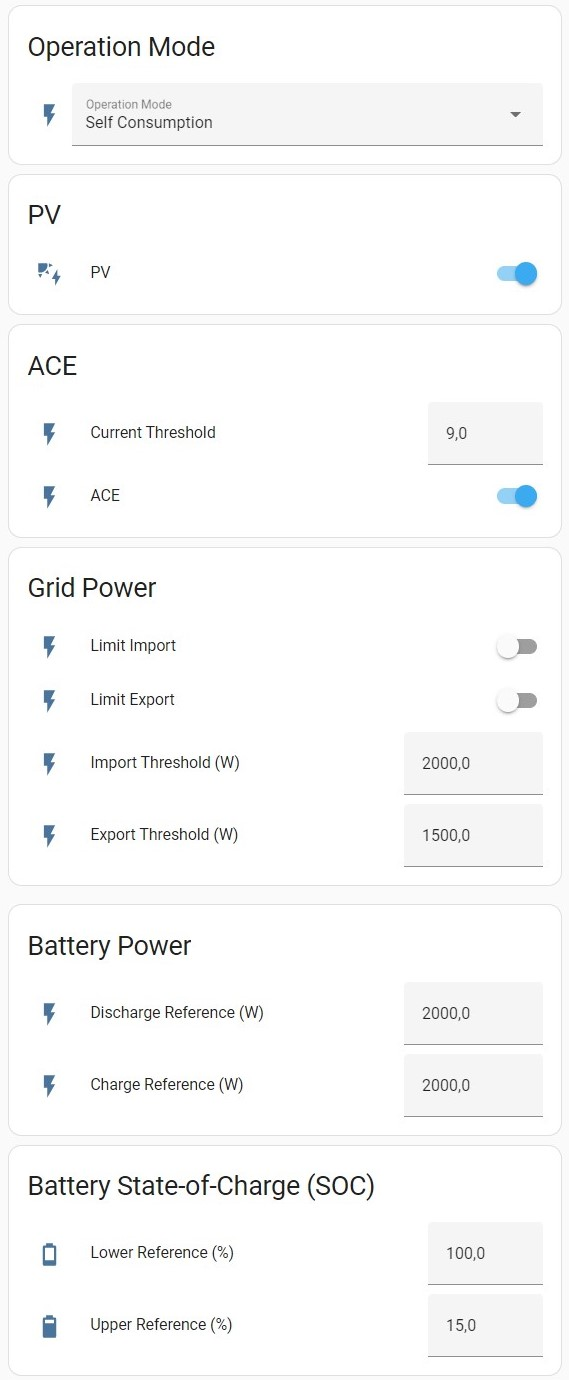 Operation Mode
Operation Mode
Self Consumption
PV
PV
ACE
Current Threshold 9,0
ACE
Grid Power
Limit Import
Limit Export
Import Threshold (W) 2000,0
Export Threshold (W) 1500,0
Battery Power
Discharge Reference (W) 2000,0
Charge Reference (W) 2000,0
Battery State-of-Charge (SOC)
Lower Reference (%) 100,0
Upper Reference (%) 15,0